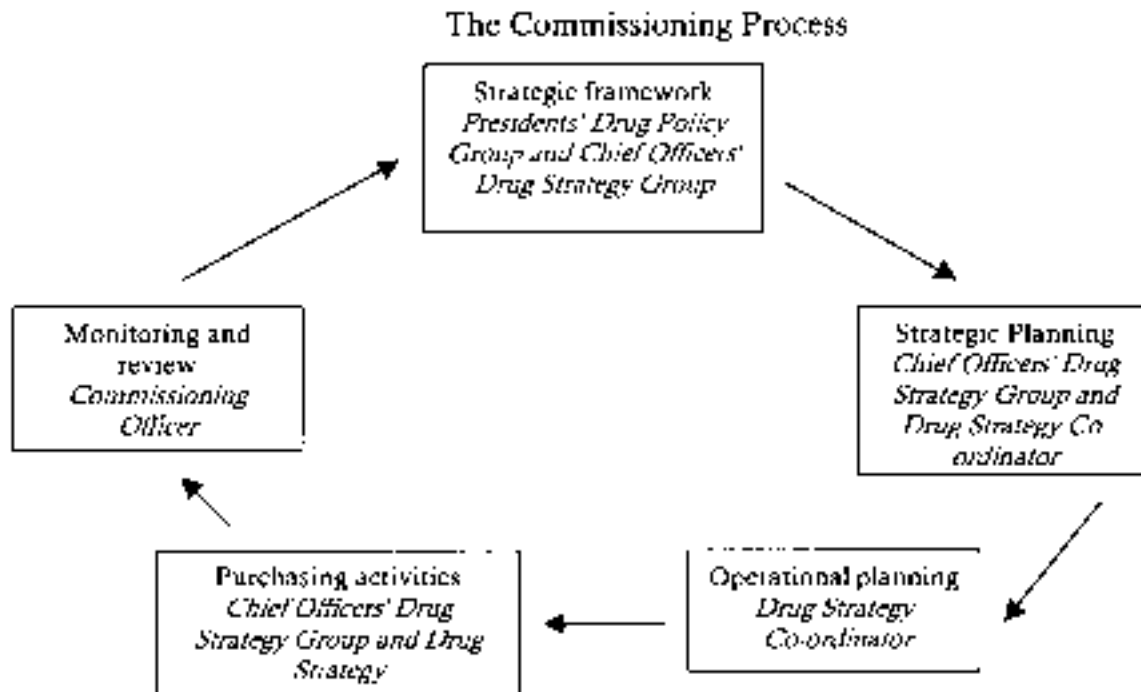 The Commissioning Process
Strategic framework
Presidents' Drug Policy
Group and Chief Officers'
Drug Strategy Group
Strategic Planning
Chief Officers' Drug
Strategy Group and
Drug Strategy Co
ordinator
Operational planning
Drug Strategy
Co-ordinator
Purchasing activities
Chief Officers' Drug
Strategy Group and Drug
Strategy
Monitoring and
review
Commissioning
Officer